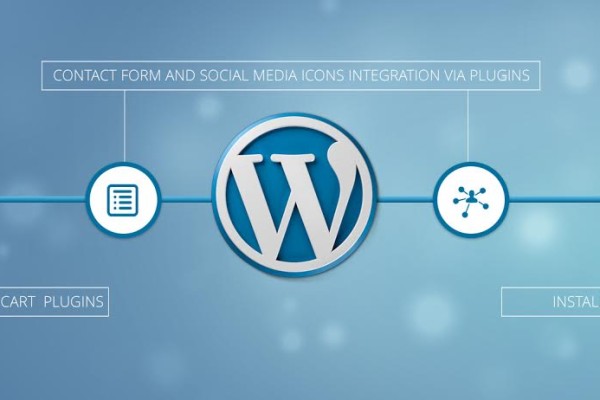 CONTACT FORM AND SOCIAL MEDIA ICONS INTEGRATION VIA PLUGINS
W
CART PLUGINS
INSTAL